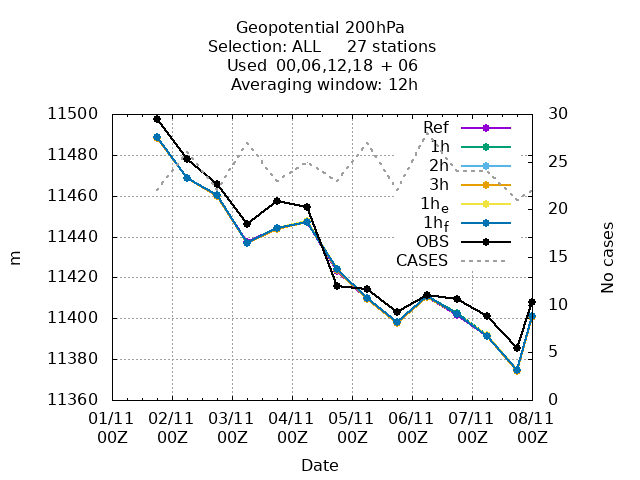 Geopotential 200hPa
Selection: ALL 27 stations
Used 00,06,12,18 + 06
Averaging window: 12h
11500
11480
11460
11440
11420
11400
11380
11360
m
30
25
20
15
10
5
0
No cases
Ref
1h
2h
3h
1he
1hf
OBS
CASES
01/11 02/11 03/11 04/11 05/11 06/11 07/11 08/11
00Z 00Z 00Z 00Z 00Z 00Z 00Z 00Z
Date